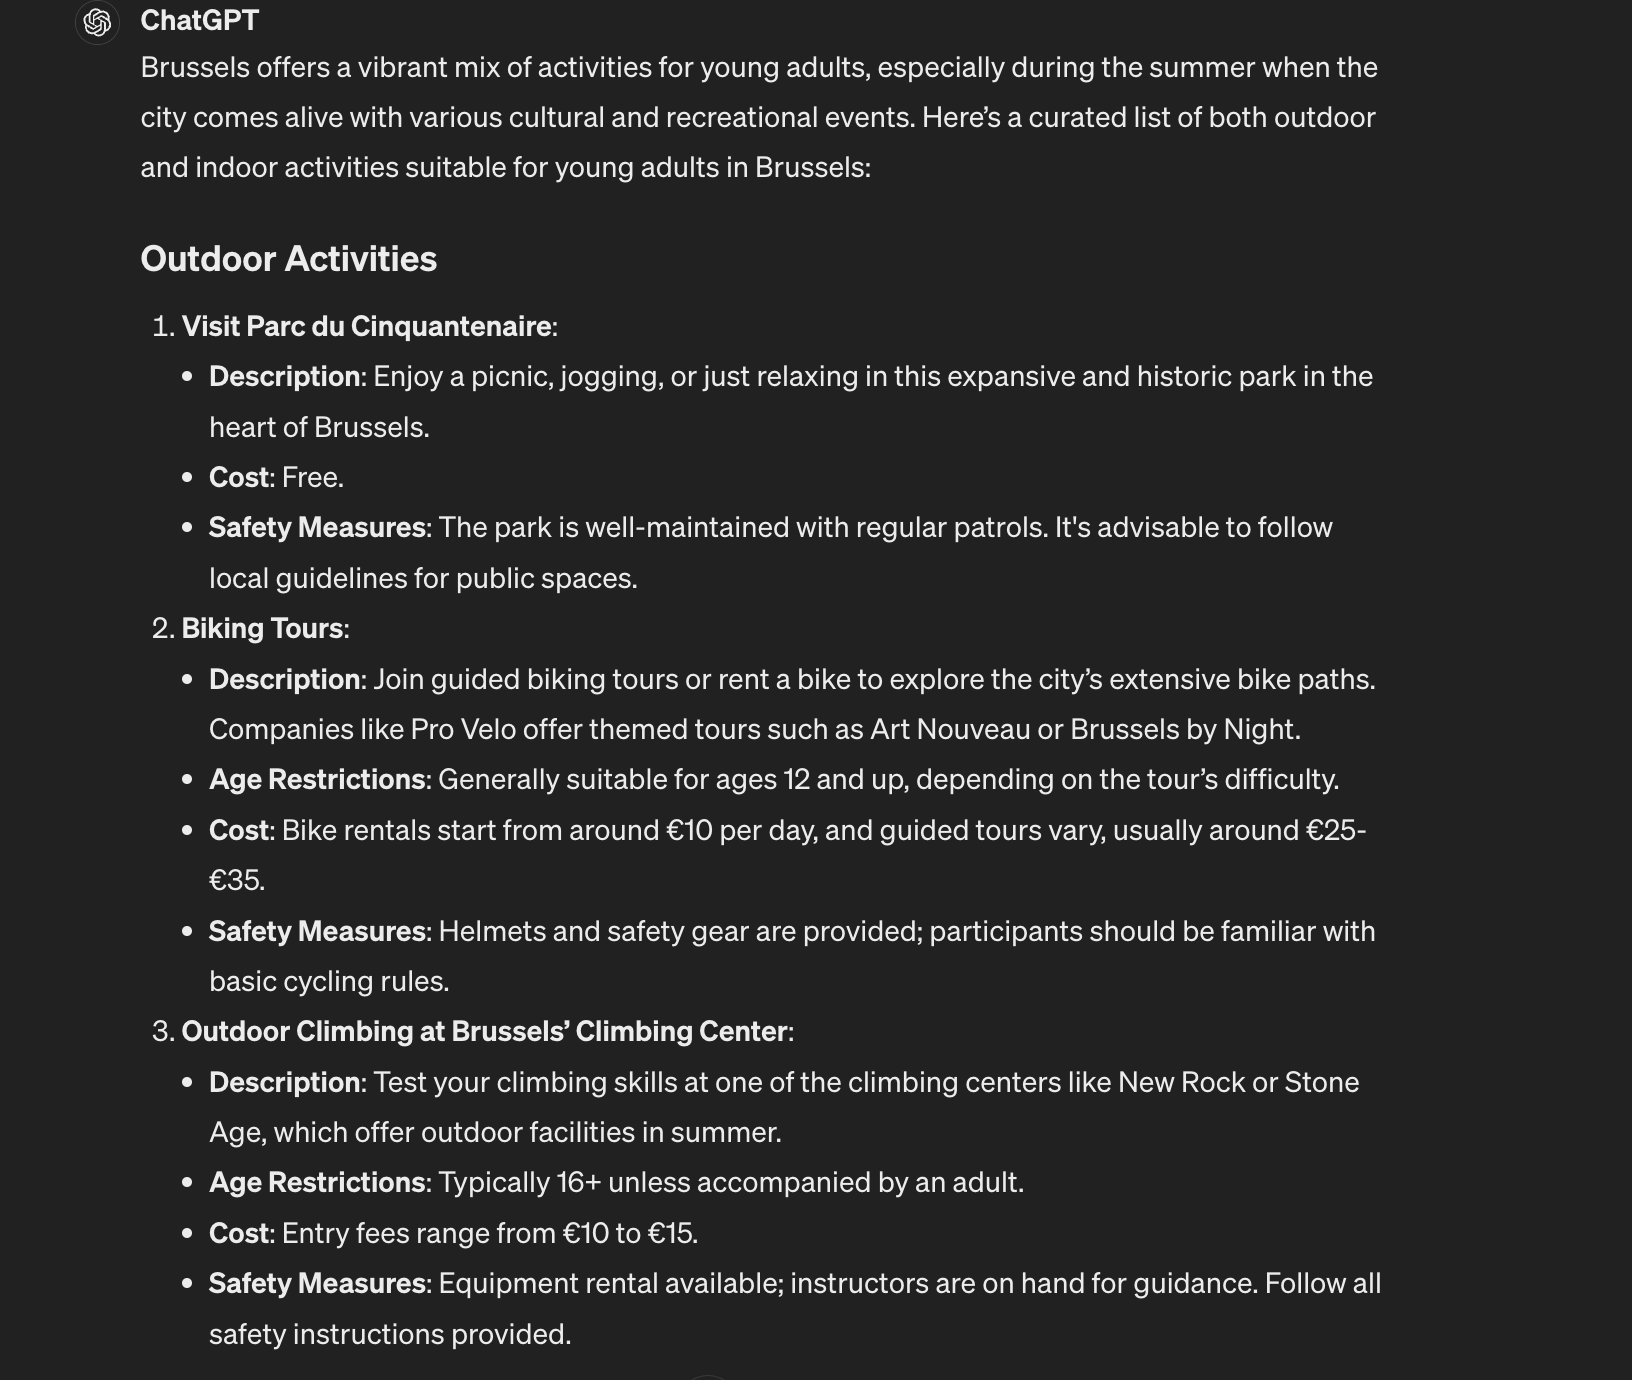 ChatGPT
Brussels offers a vibrant mix of activities for young adults, especially during the summer when the
city comes alive with various cultural and recreational events. Here’s a curated list of both outdoor
and indoor activities suitable for young adults in Brussels:
Outdoor Activities
1. Visit Parc du Cinquantenaire:
• Description: Enjoy a picnic, jogging, or just relaxing in this expansive and historic park in the
heart of Brussels.
• Cost: Free.
• Safety Measures: The park is well-maintained with regular patrols. It's advisable to follow
local guidelines for public spaces.
2. Biking Tours:
• Description: Join guided biking tours or rent a bike to explore the city’s extensive bike paths.
Companies like Pro Velo offer themed tours such as Art Nouveau or Brussels by Night.
• Age Restrictions: Generally suitable for ages 12 and up, depending on the tour’s difficulty.
• Cost: Bike rentals start from around €10 per day, and guided tours vary, usually around €25-
€35.
• Safety Measures: Helmets and safety gear are provided; participants should be familiar with
basic cycling rules.
3. Outdoor Climbing at Brussels’ Climbing Center:
• Description: Test your climbing skills at one of the climbing centers like New Rock or Stone
Age, which offer outdoor facilities in summer.
• Age Restrictions: Typically 16+ unless accompanied by an adult.
• Cost: Entry fees range from €10 to €15.
• Safety Measures: Equipment rental available; instructors are on hand for guidance. Follow all
safety instructions provided.